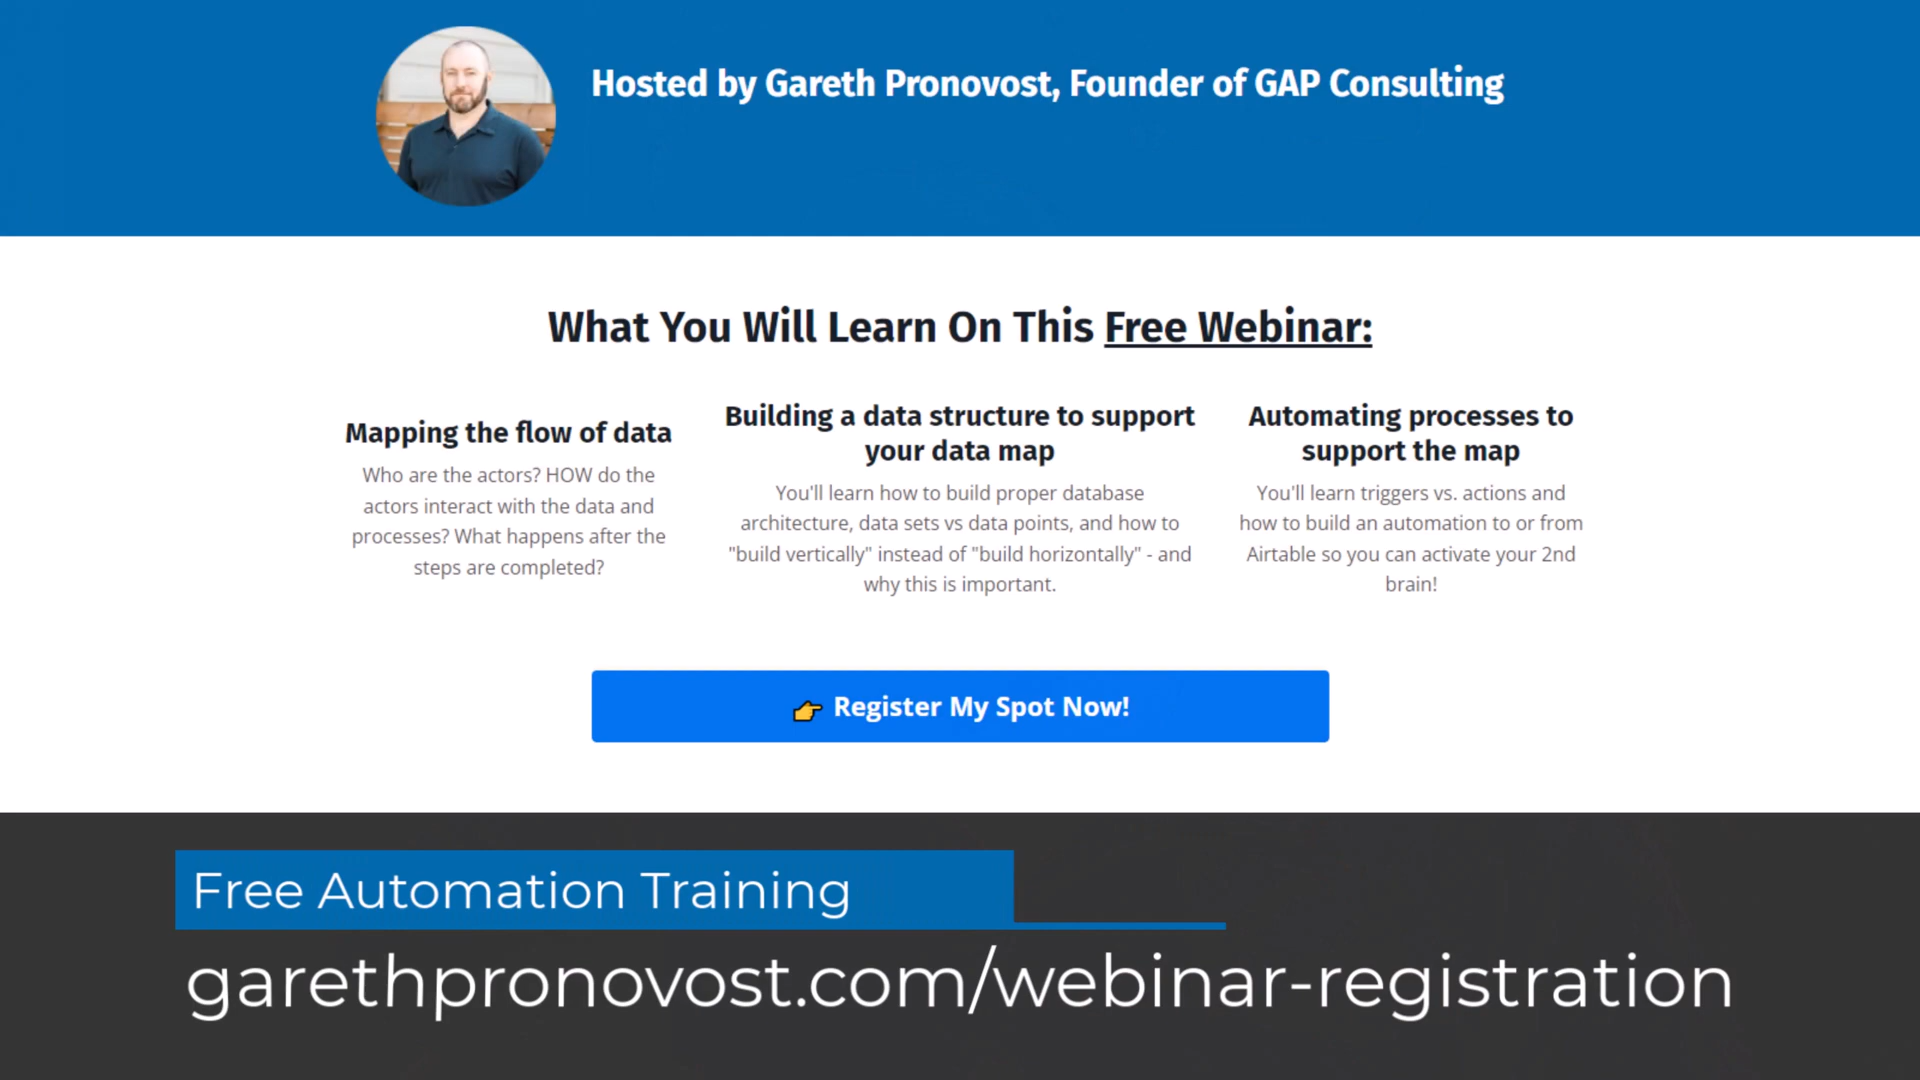 Hosted by Gareth Pronovost, Founder of GAP Consulting
What You Will Learn On This Free Webinar:
Mapping the flow of data
Who are the actors? HOW do the
actors interact with the data and
processes? What happens after the
steps are completed?
Building a data structure to support
your data map
You'll learn how to build proper database
architecture, data sets vs data points, and how to
"build vertically" instead of "build horizontally" - and
why this is important.
Automating processes to
support the map
You'll learn triggers vs. actions and
how to build an automation to or from
Airtable so you can activate your 2nd
brain!
👉 Register My Spot Now!
Free Automation Training
garethpronovost.com/webinar-registration